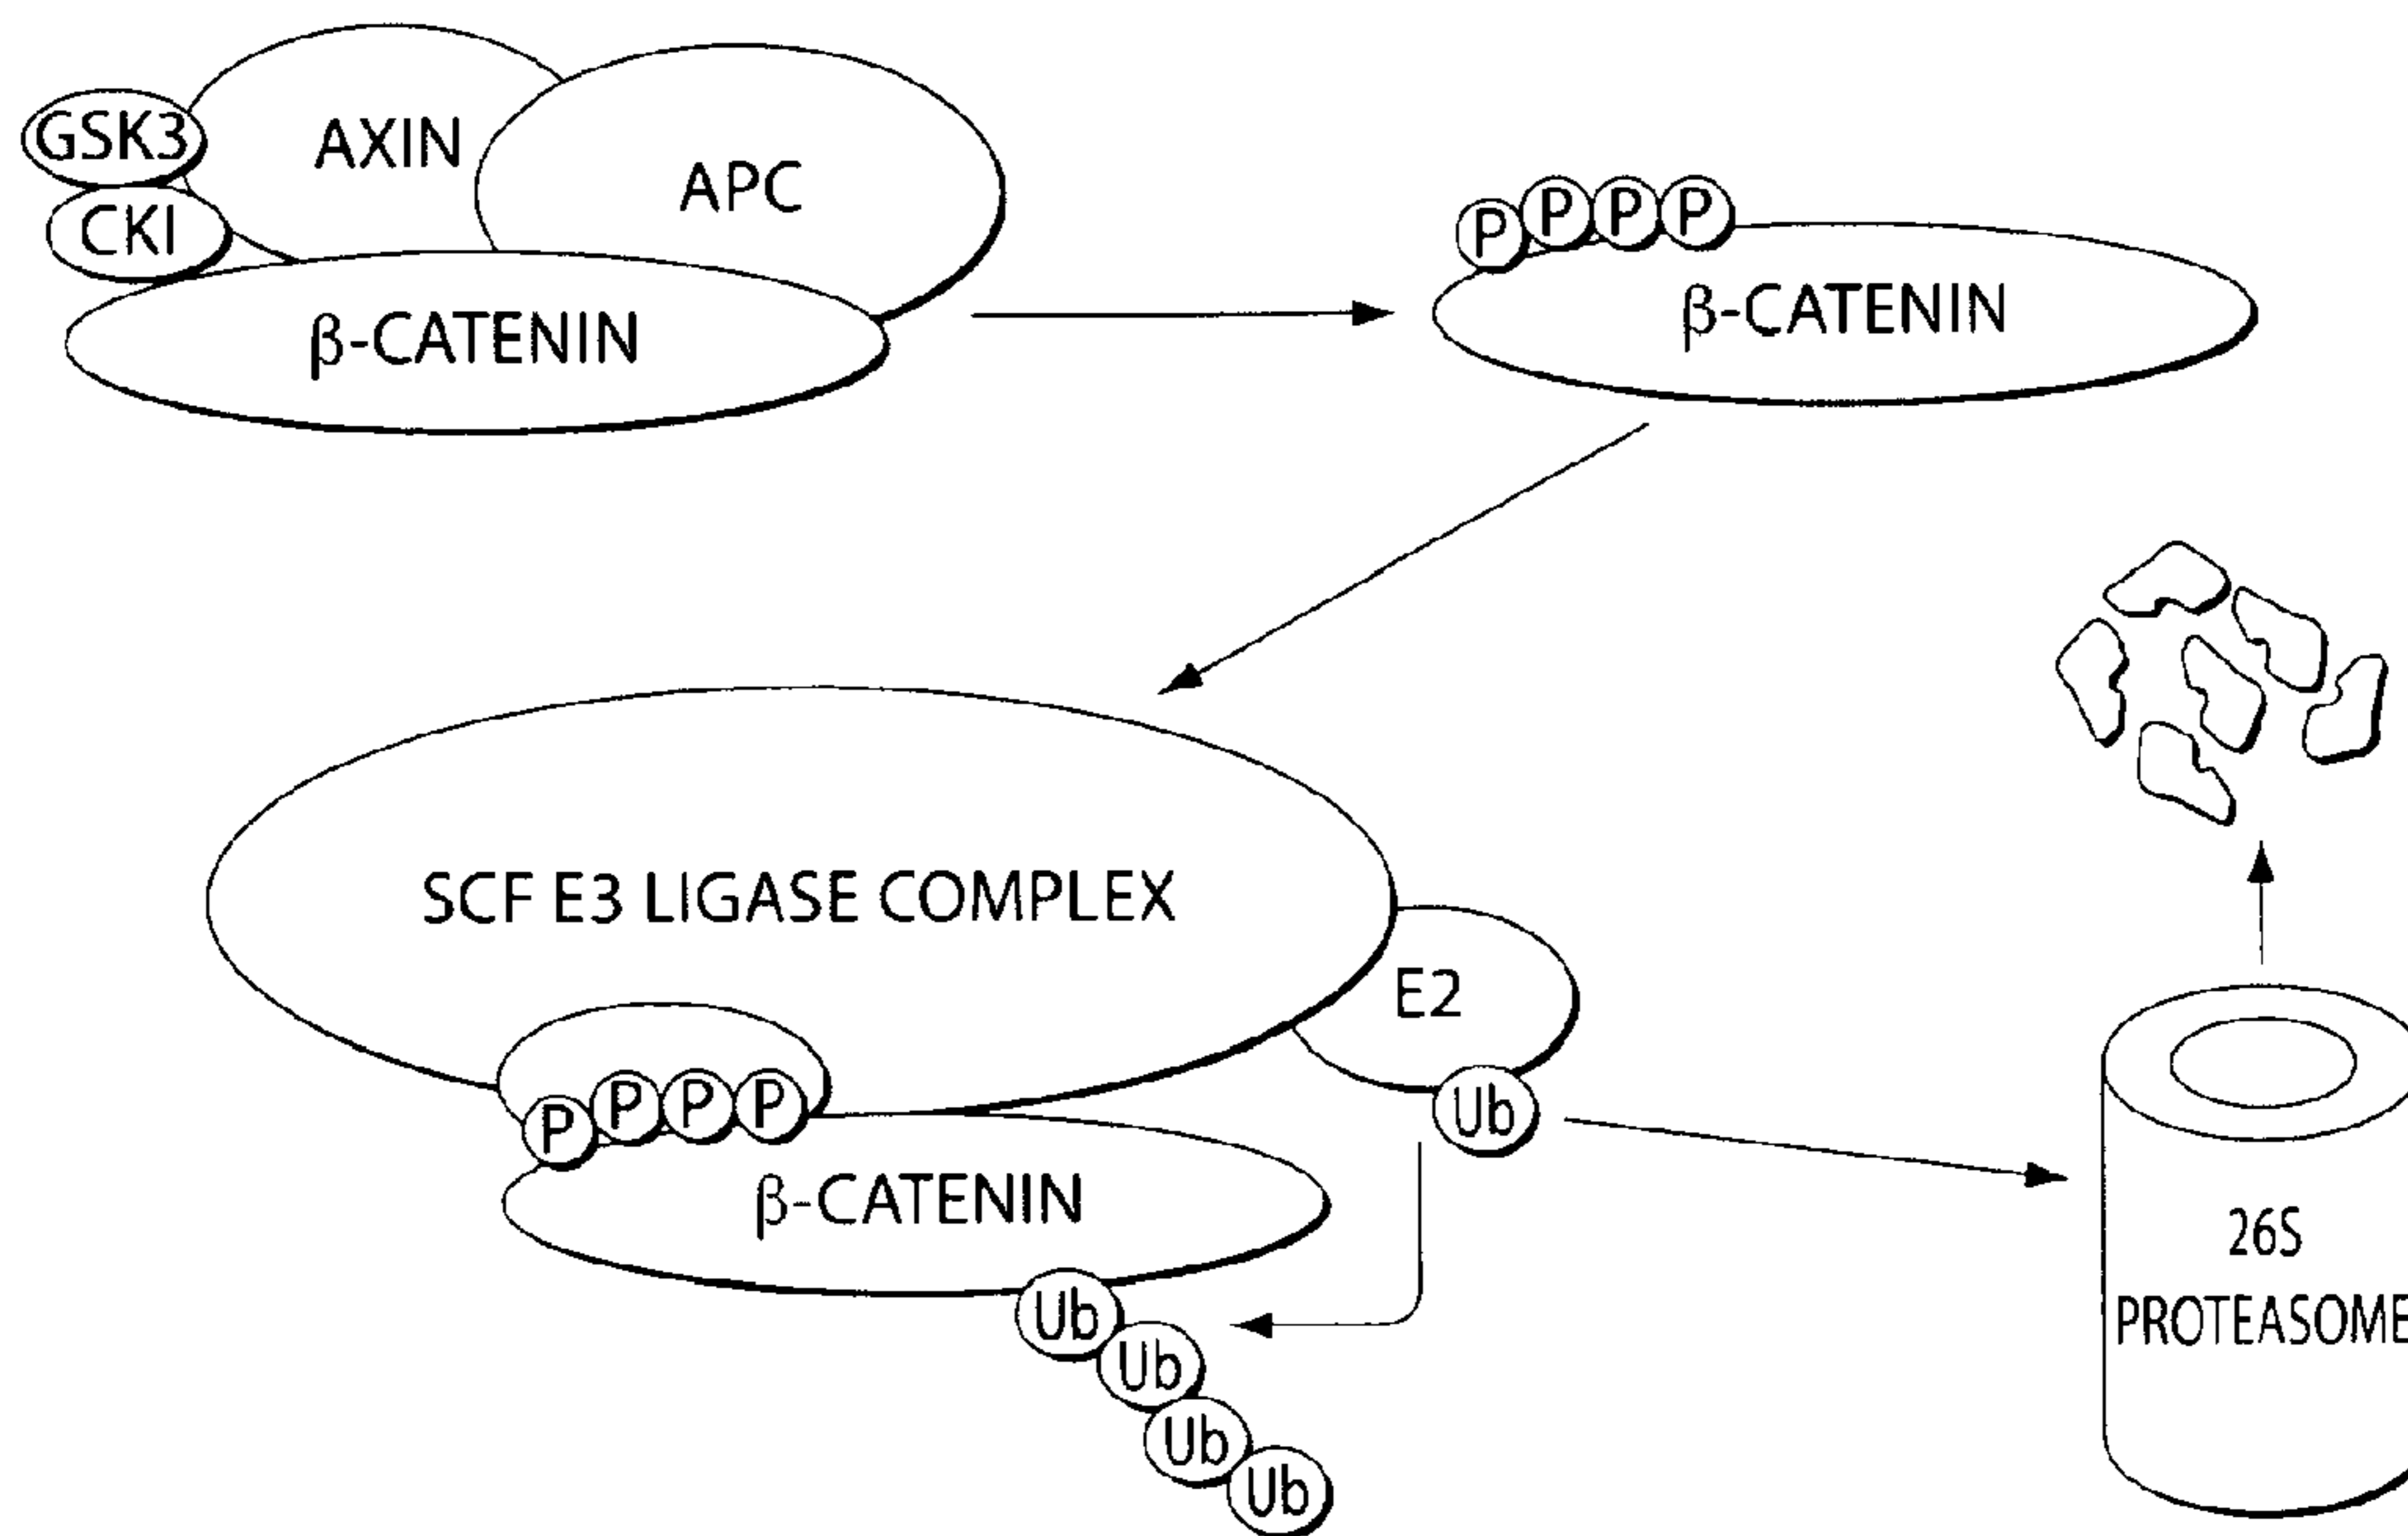 GSK3
AXIN
APC
CKI
β-CATENIN
P
P
P
P
β-CATENIN
SCF E3 LIGASE COMPLEX
E2
P
P
P
P
Ub
β-CATENIN
26S
PROTEASOME
Ub
Ub
Ub
Ub